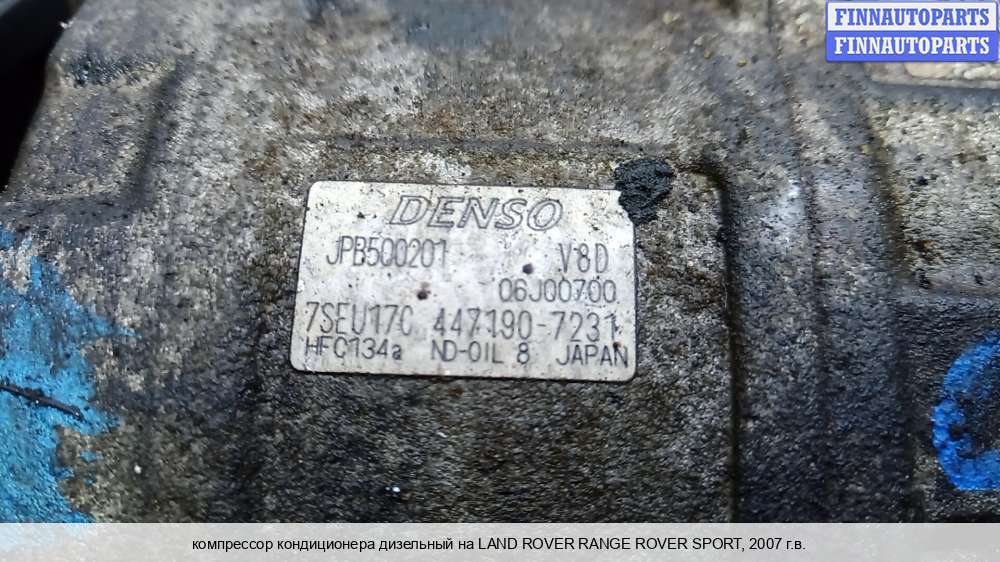 FINNAUTOPARTS
FINNAUTOPARTS
DENSO
JPB500201 V8D
06J00700
7SEU17C 447190-7231
HFC134a ND-OIL 8 JAPAN
компрессор кондиционера дизельный на LAND ROVER RANGE ROVER SPORT, 2007 г.в.